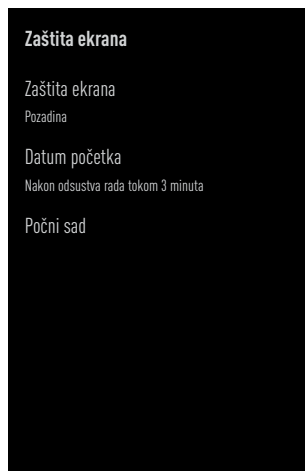 Zaštita ekrana
Zaštita ekrana
Pozadina
Datum početka
Nakon odsustva rada tokom 3 minuta
Počni sad